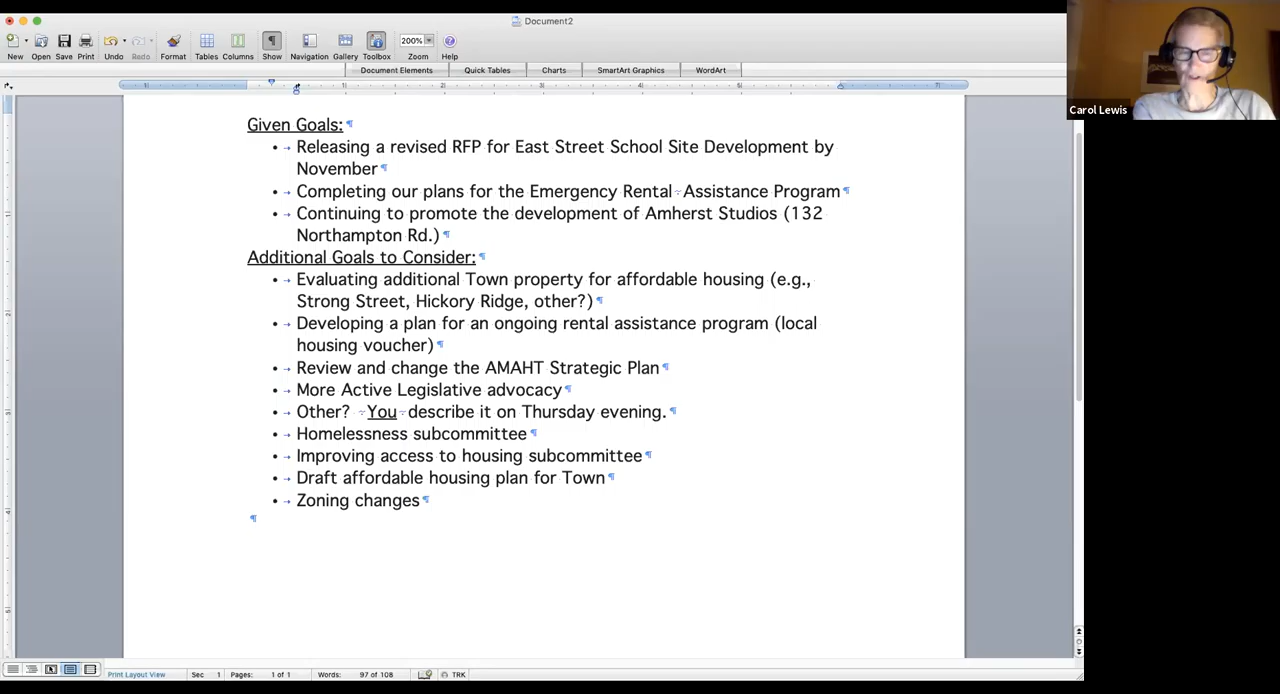 Document2
New Open Save Print Undo Redo Format Tables Columns Show Navigation Gallery Toolbox Zoom Help
200%
Document Elements Quick Tables Charts SmartArt Graphics WordArt
Carol Lewis
Given Goals:
Releasing a revised RFP for East Street School Site Development by
November
Completing our plans for the Emergency Rental Assistance Program
Continuing to promote the development of Amherst Studios (132
Northampton Rd.)
Additional Goals to Consider:
Evaluating additional Town property for affordable housing (e.g.,
Strong Street, Hickory Ridge, other?)
Developing a plan for an ongoing rental assistance program (local
housing voucher)
Review and change the AMAHT Strategic Plan
More Active Legislative advocacy
Other? You describe it on Thursday evening.
Homelessness subcommittee
Improving access to housing subcommittee
Draft affordable housing plan for Town
Zoning changes
Print Layout View Sec 1 Pages: 1 of 1 Words: 97 of 108 TRK